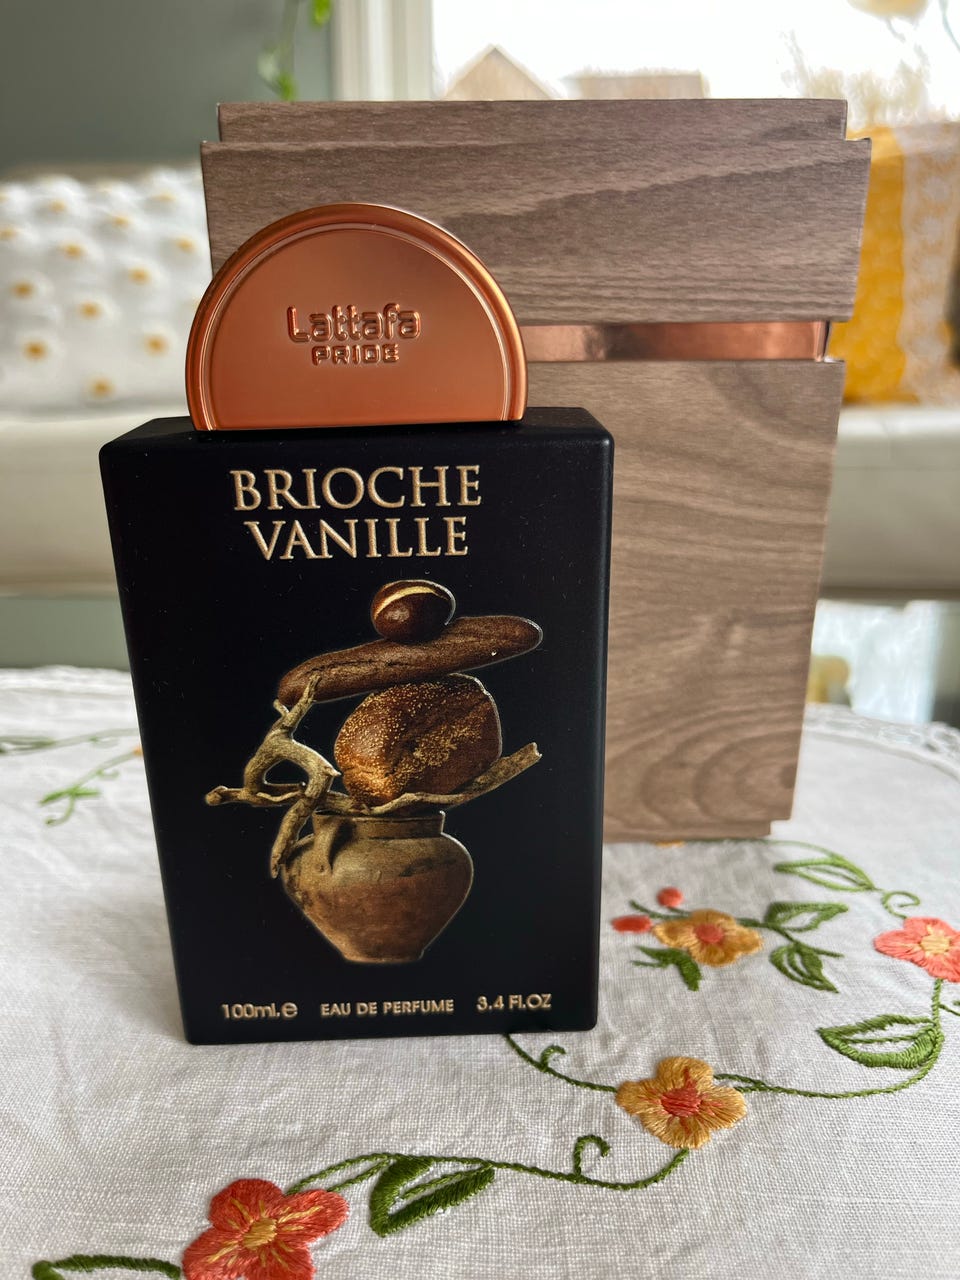 Lattafa
PRIDE
BRIOCHE
VANILLE
100ml.e EAU DE PERFUME 3.4 Fl.OZ